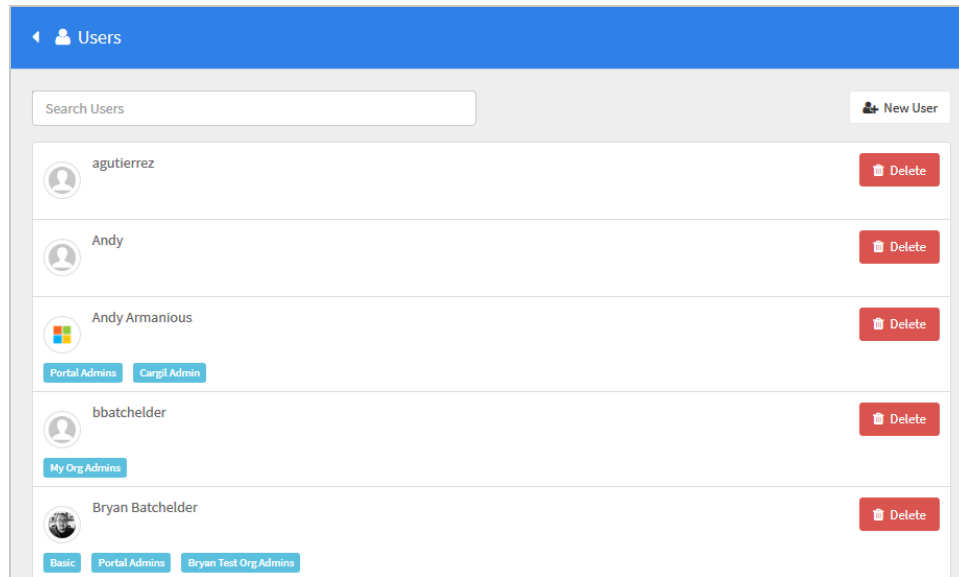 Users
Search Users
New User
agutierrez
Delete
Andy
Delete
Andy Armanious
Delete
Portal Admins Cargil Admin
bbatchelder
Delete
My Org Admins
Bryan Batchelder
Delete
Basic Portal Admins Bryan Test Org Admins